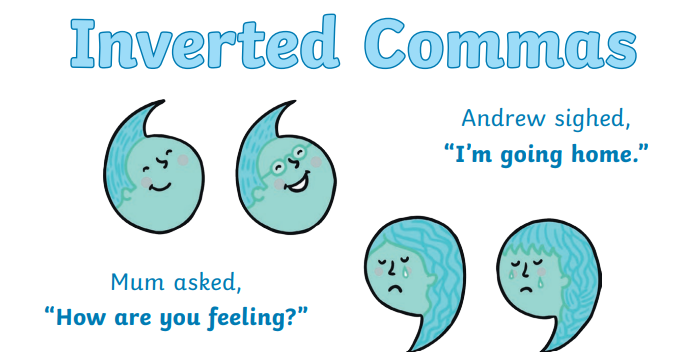 Inverted Commas
Andrew sighed,
“I’m going home.”
Mum asked,
“How are you feeling?”